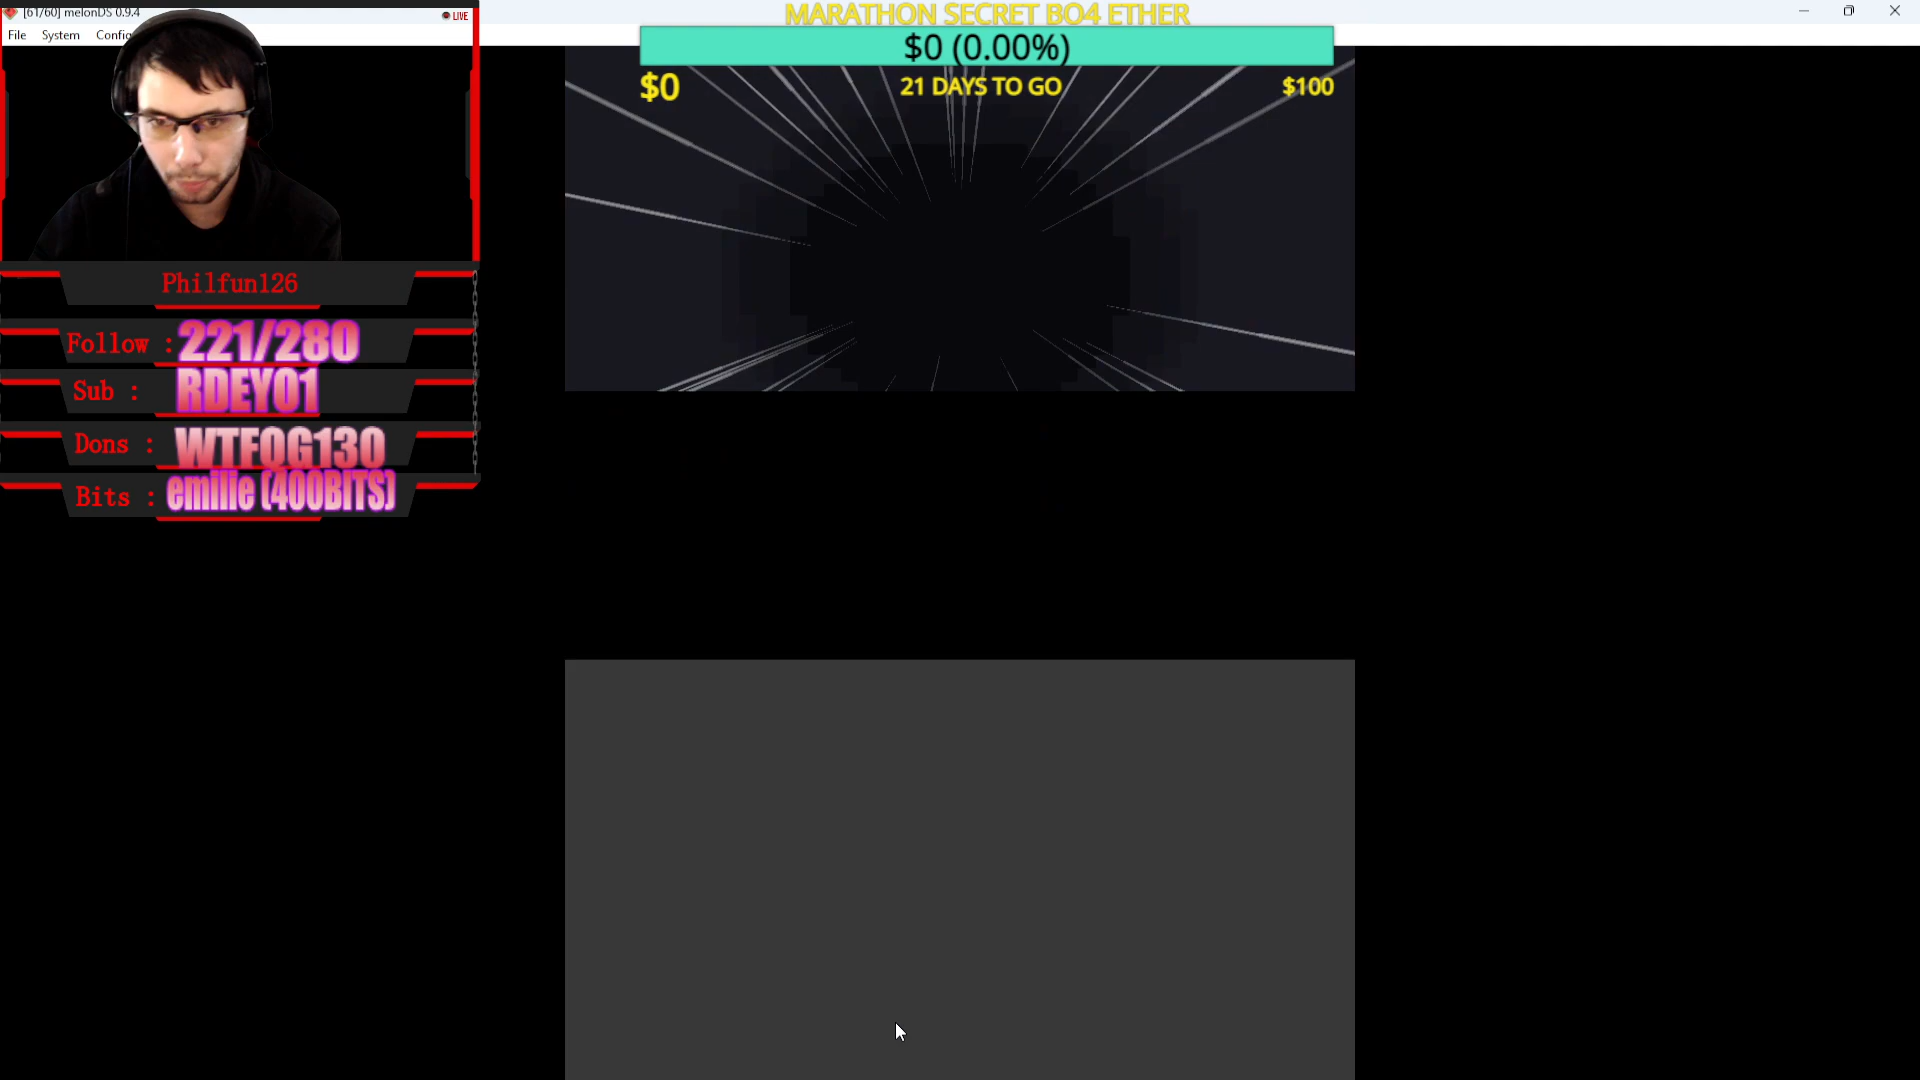 [61/60] melonDS 0.9.4
LIVE
File System Config
MARATHON SECRET BO4 ETHER
$0 (0.00%)
$0 21 DAYS TO GO $100
Philfun126
Follow : 221/280
Sub : RDEY01
Dons : WTFQG130
Bits : emilie (400BITS)